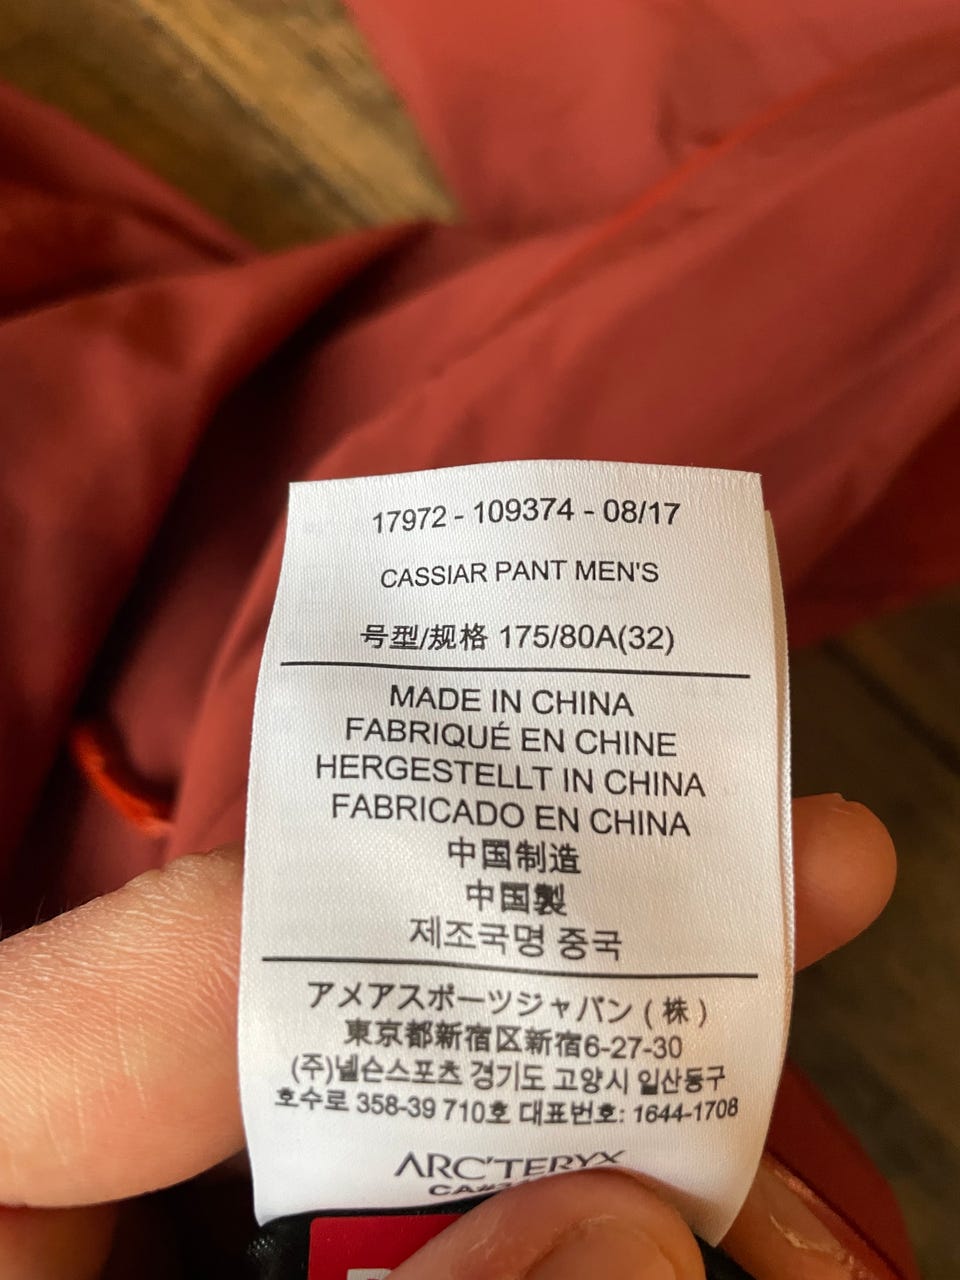 17972 - 109374 - 08/17
CASSIAR PANT MEN'S
号型/规格 175/80A(32)
MADE IN CHINA
FABRIQUÉ EN CHINE
HERGESTELLT IN CHINA
FABRICADO EN CHINA
中国制造
中国製
제조국명 중국
アメアスポーツジャパン ( 株 )
東京都新宿区新宿6-27-30
(주)넬슨스포츠 경기도 고양시 일산동구
호수로 358-39 710호 대표번호: 1644-1708
ARC'TERYX